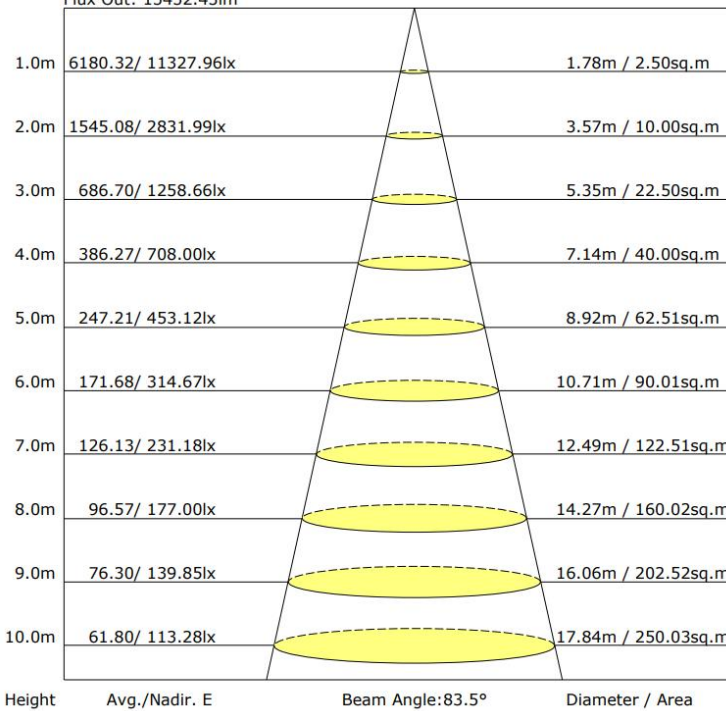 Flux Out: 15452.45lm
1.0m 6180.32/ 11327.96lx 1.78m / 2.50sq.m
2.0m 1545.08/ 2831.99lx 3.57m / 10.00sq.m
3.0m 686.70/ 1258.66lx 5.35m / 22.50sq.m
4.0m 386.27/ 708.00lx 7.14m / 40.00sq.m
5.0m 247.21/ 453.12lx 8.92m / 62.51sq.m
6.0m 171.68/ 314.67lx 10.71m / 90.01sq.m
7.0m 126.13/ 231.18lx 12.49m / 122.51sq.m
8.0m 96.57/ 177.00lx 14.27m / 160.02sq.m
9.0m 76.30/ 139.85lx 16.06m / 202.52sq.m
10.0m 61.80/ 113.28lx 17.84m / 250.03sq.m
Height Avg./Nadir. E Beam Angle:83.5° Diameter / Area